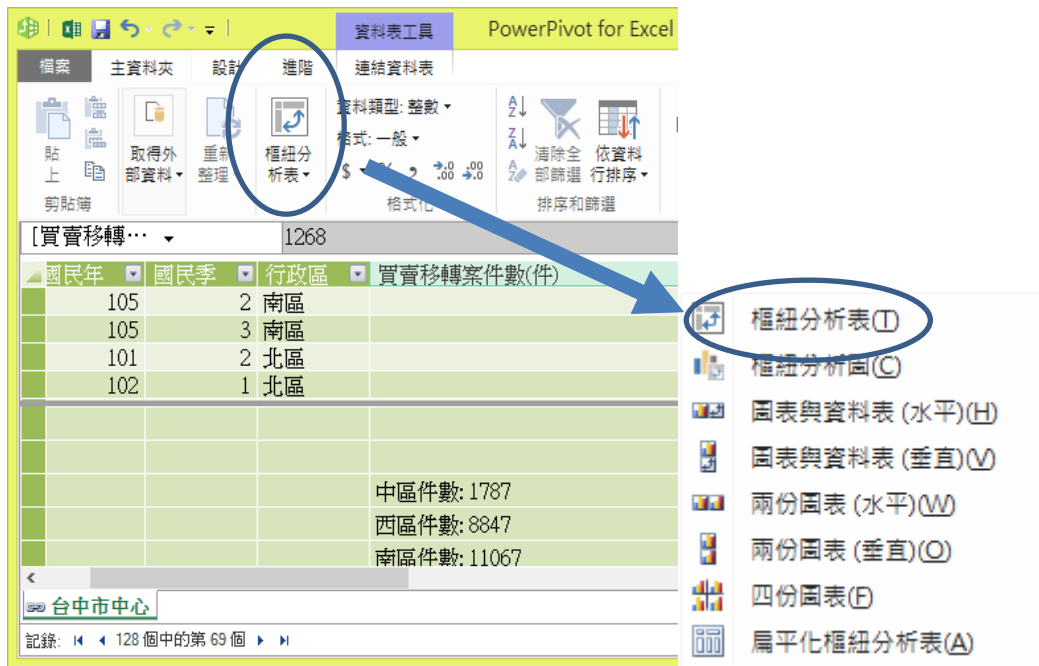 資料表工具 PowerPivot for Excel
檔案 主資料夾 設計 進階 連結資料表
貼上
剪貼簿
取得外部資料
重新整理
樞紐分析表
資料類型: 整數
格式: 一般
$ % , .0 .00 .00 .0
格式化
清除全部篩選
依資料行排序
排序和篩選
[買賣移轉… 1268
國民年 國民季 行政區 買賣移轉案件數(件)
105 2 南區
105 3 南區
101 2 北區
102 1 北區
中區件數: 1787
西區件數: 8847
南區件數: 11067
台中市中心
記錄: 128 個中的第 69 個
樞紐分析表(T)
樞紐分析圖(C)
圖表與資料表 (水平)(H)
圖表與資料表 (垂直)(V)
兩份圖表 (水平)(W)
兩份圖表 (垂直)(O)
四份圖表(F)
扁平化樞紐分析表(A)